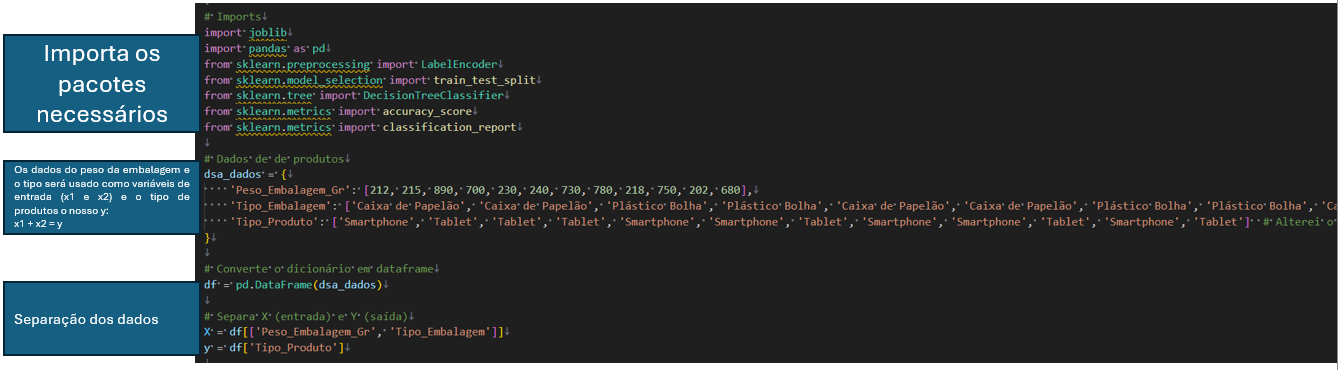 Importa os
pacotes
necessários
Os dados do peso da embalagem e
o tipo será usado como variáveis de
entrada (x1 e x2) e o tipo de
produtos o nosso y:
x1 + x2 = y
Separação dos dados
# Imports
import joblib
import pandas as pd
from sklearn.preprocessing import LabelEncoder
from sklearn.model_selection import train_test_split
from sklearn.tree import DecisionTreeClassifier
from sklearn.metrics import accuracy_score
from sklearn.metrics import classification_report
# Dados de de produtos
dsa_dados = {
'Peso_Embalagem_Gr': [212, 215, 890, 700, 230, 240, 730, 780, 218, 750, 202, 680],
'Tipo_Embalagem': ['Caixa de Papelão', 'Caixa de Papelão', 'Plástico Bolha', 'Plástico Bolha', 'Caixa de Papelão', 'Caixa de Papelão', 'Plástico Bolha', 'Plástico Bolha', 'Ca
'Tipo_Produto': ['Smartphone', 'Tablet', 'Tablet', 'Tablet', 'Smartphone', 'Smartphone', 'Tablet', 'Smartphone', 'Smartphone', 'Tablet', 'Smartphone', 'Tablet'] # Alterei o
}
# Converte o dicionário em dataframe
df = pd.DataFrame(dsa_dados)
# Separa X (entrada) e Y (saída)
X = df[['Peso_Embalagem_Gr', 'Tipo_Embalagem']]
y = df['Tipo_Produto']